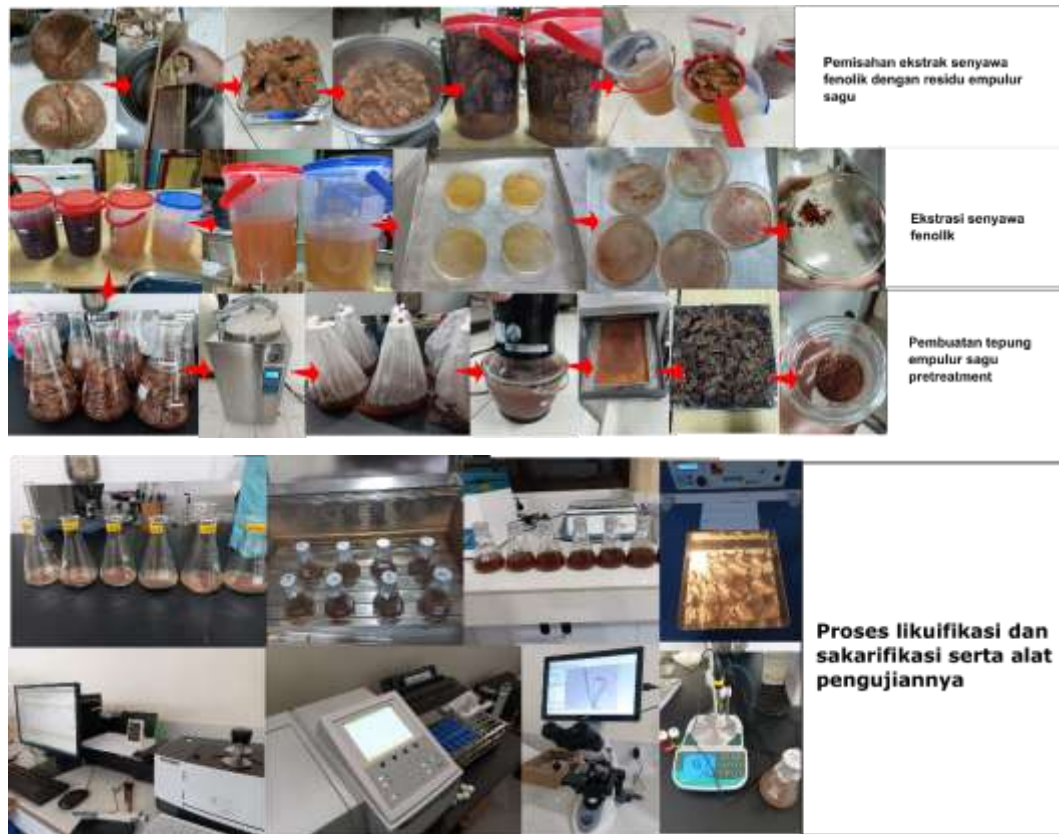 Pemisahan ekstrak senyawa
fenolik dengan residu empulur
sagu
Ekstrasi senyawa
fenolik
Pembuatan tepung
empulur sagu
pretreatment
Proses likuifikasi dan
sakarifikasi serta alat
pengujiannya